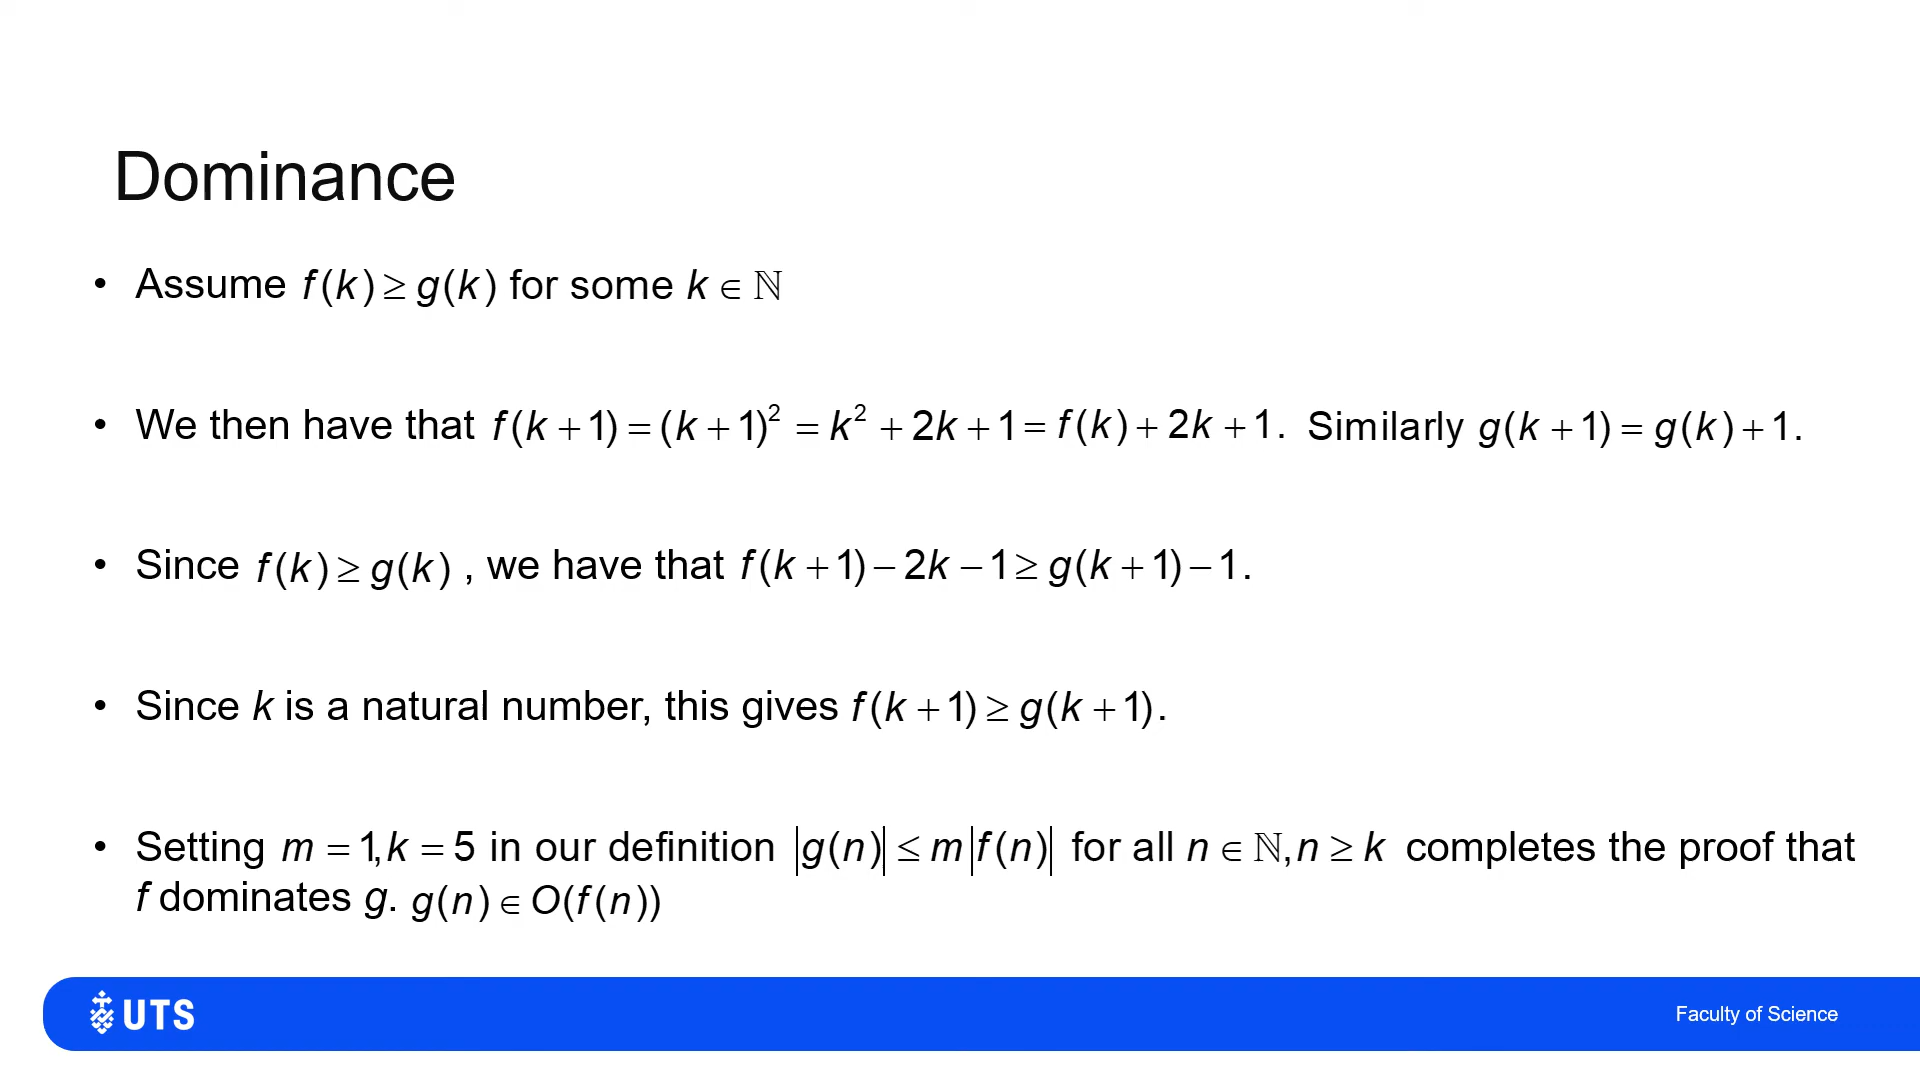 Dominance
• Assume f(k) ≥ g(k) for some k ∈ ℕ
• We then have that f(k + 1) = (k + 1)² = k² + 2k + 1 = f(k) + 2k + 1. Similarly g(k + 1) = g(k) + 1.
• Since f(k) ≥ g(k) , we have that f(k + 1) − 2k − 1 ≥ g(k + 1) − 1.
• Since k is a natural number, this gives f(k + 1) ≥ g(k + 1).
• Setting m = 1, k = 5 in our definition |g(n)| ≤ m|f(n)| for all n ∈ ℕ, n ≥ k completes the proof that
f dominates g. g(n) ∈ O(f(n))
UTS
Faculty of Science